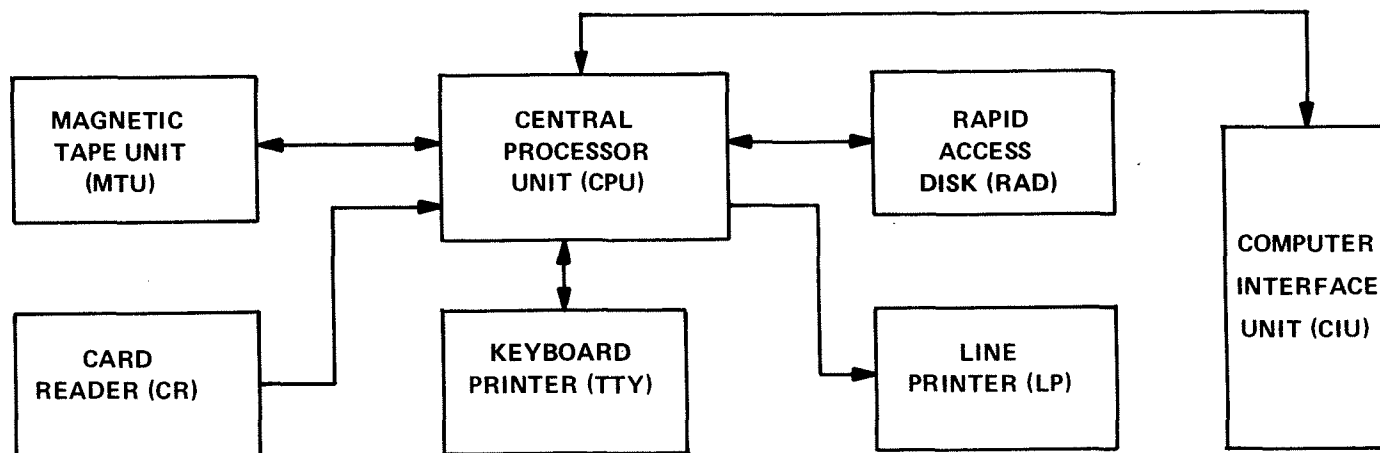 MAGNETIC
TAPE UNIT
(MTU)
CENTRAL
PROCESSOR
UNIT (CPU)
RAPID
ACCESS
DISK (RAD)
COMPUTER
INTERFACE
UNIT (CIU)
CARD
READER (CR)
KEYBOARD
PRINTER (TTY)
LINE
PRINTER (LP)